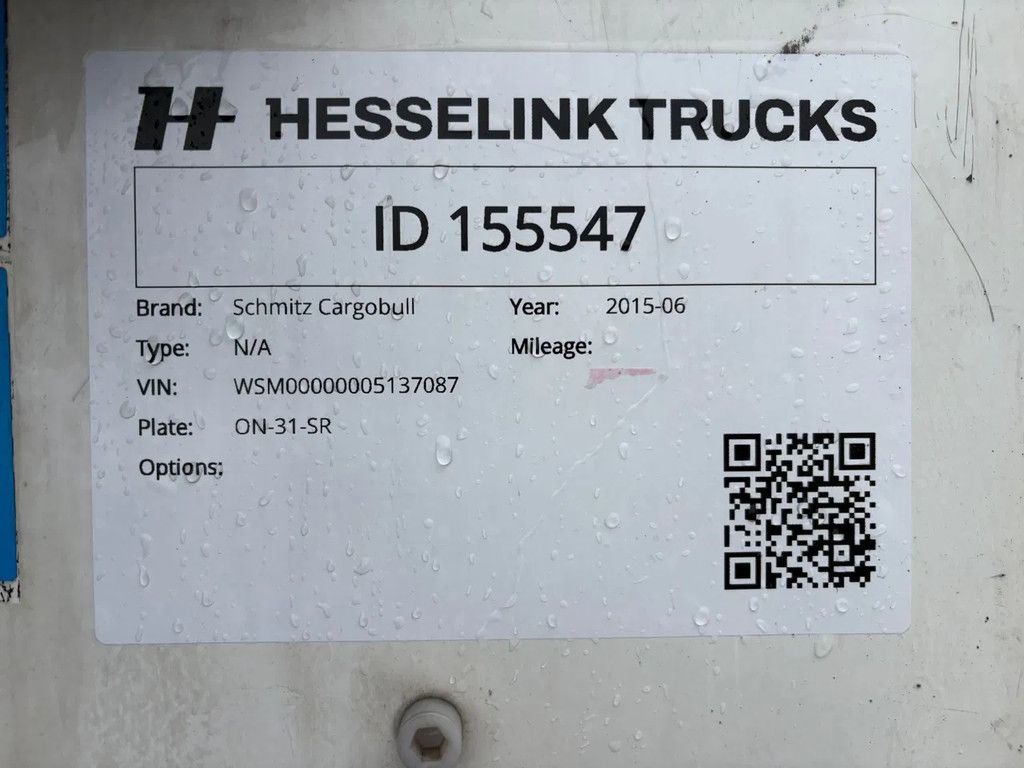 H HESSELINK TRUCKS
ID 155547
Brand: Schmitz Cargobull Year: 2015-06
Type: N/A Mileage:
VIN: WSM00000005137087
Plate: ON-31-SR
Options: